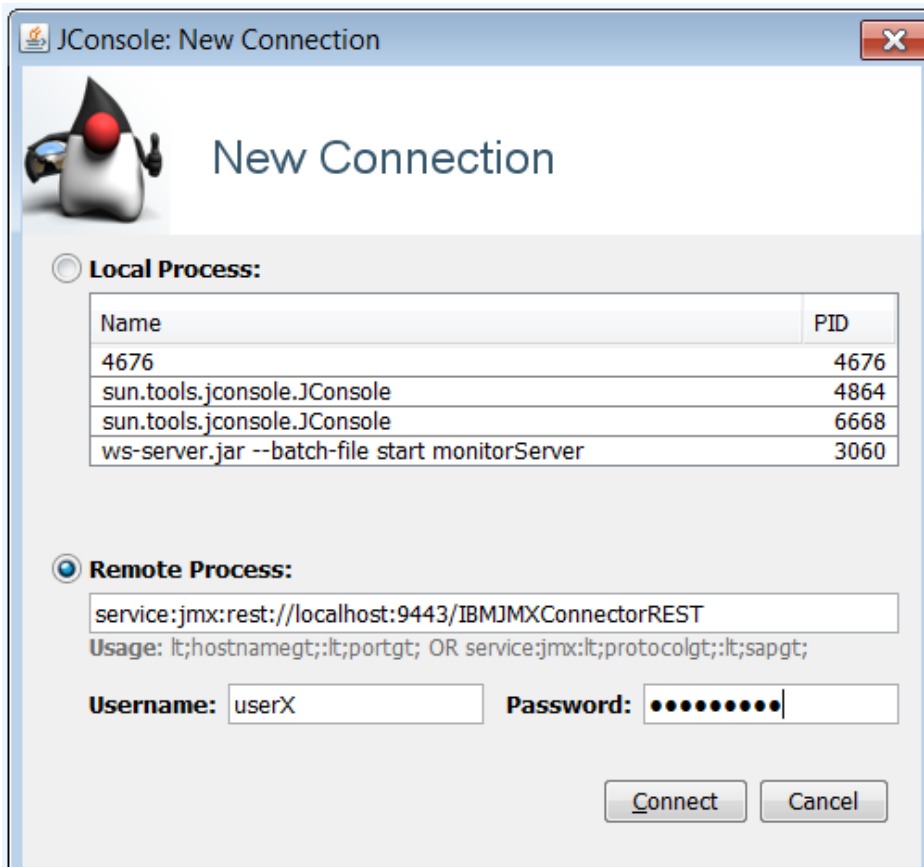 JConsole: New Connection
New Connection
Local Process:
Name PID
4676 4676
sun.tools.jconsole.JConsole 4864
sun.tools.jconsole.JConsole 6668
ws-server.jar --batch-file start monitorServer 3060
Remote Process:
service:jmx:rest://localhost:9443/IBMJMXConnectorREST
Usage: lt;hostnamegt;:lt;portgt; OR service:jmx:lt;protocolgt;:lt;sapgt;
Username: userX Password: ●●●●●●●●●
Connect Cancel